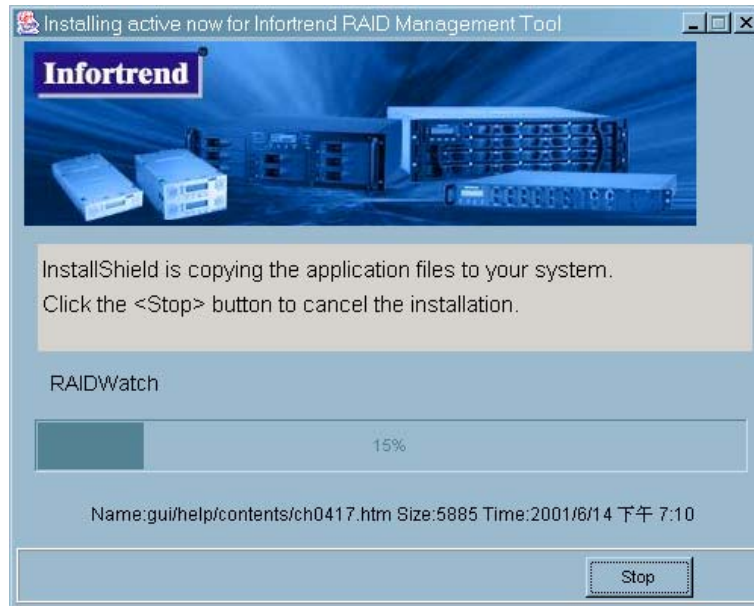 Installing active now for Infortrend RAID Management Tool
Infortrend
InstallShield is copying the application files to your system.
Click the <Stop> button to cancel the installation.
RAIDWatch
15%
Name:gui/help/contents/ch0417.htm Size:5885 Time:2001/6/14 下午 7:10
Stop